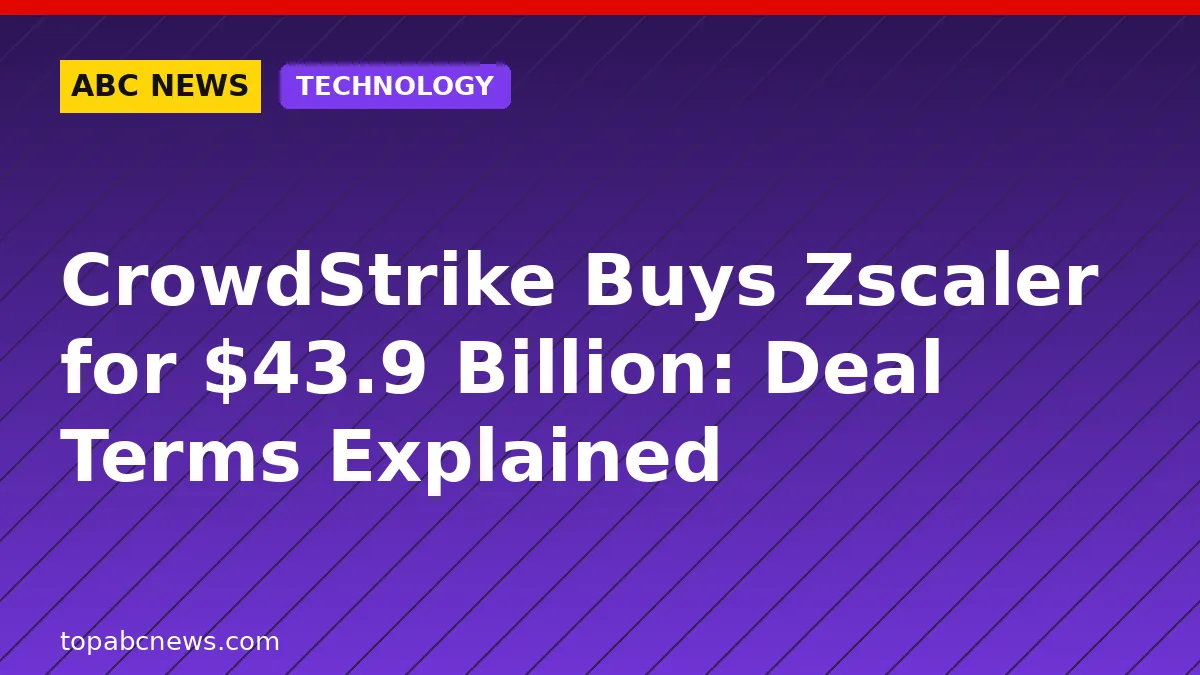 ABC NEWS
TECHNOLOGY
CrowdStrike Buys Zscaler
for $43.9 Billion: Deal
Terms Explained
topabcnews.com